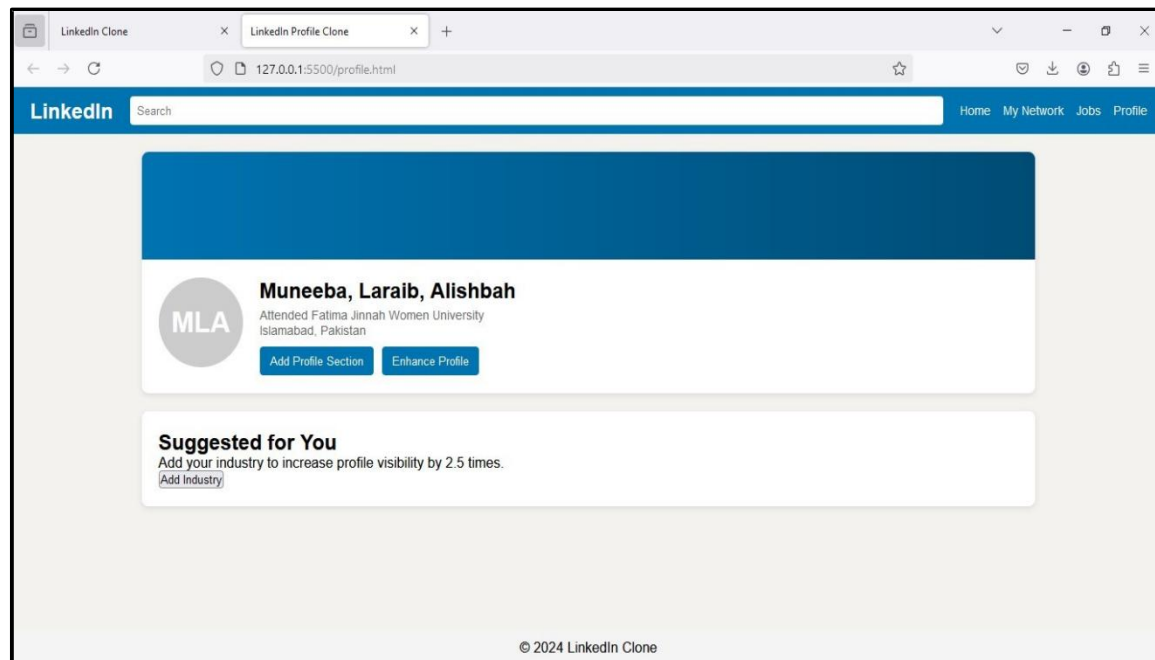 LinkedIn Clone
LinkedIn Profile Clone
127.0.0.1:5500/profile.html
LinkedIn Search Home My Network Jobs Profile
MLA
Muneeba, Laraib, Alishbah
Attended Fatima Jinnah Women University
Islamabad, Pakistan
Add Profile Section Enhance Profile
Suggested for You
Add your industry to increase profile visibility by 2.5 times.
Add Industry
© 2024 LinkedIn Clone